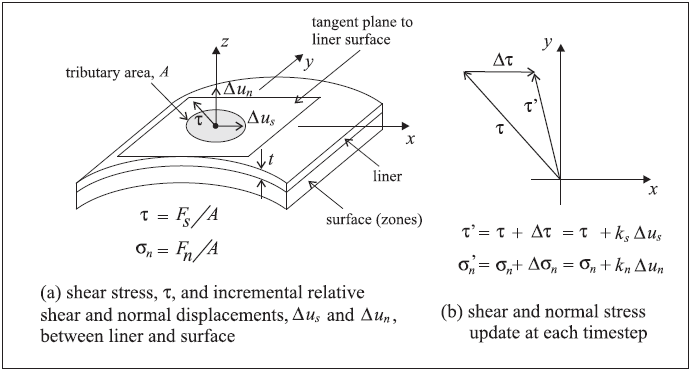 tangent plane to
liner surface
z
y
tributary area, A
Δuₙ
τ
Δuₛ
x
t
liner
surface (zones)
τ = Fₛ/A
σₙ = Fₙ/A
(a) shear stress, τ, and incremental relative
shear and normal displacements, Δuₛ and Δuₙ,
between liner and surface
y
Δτ
τ'
τ
x
τ' = τ + Δτ = τ + kₛ Δuₛ
σₙ' = σₙ + Δσₙ = σₙ + kₙ Δuₙ
(b) shear and normal stress
update at each timestep